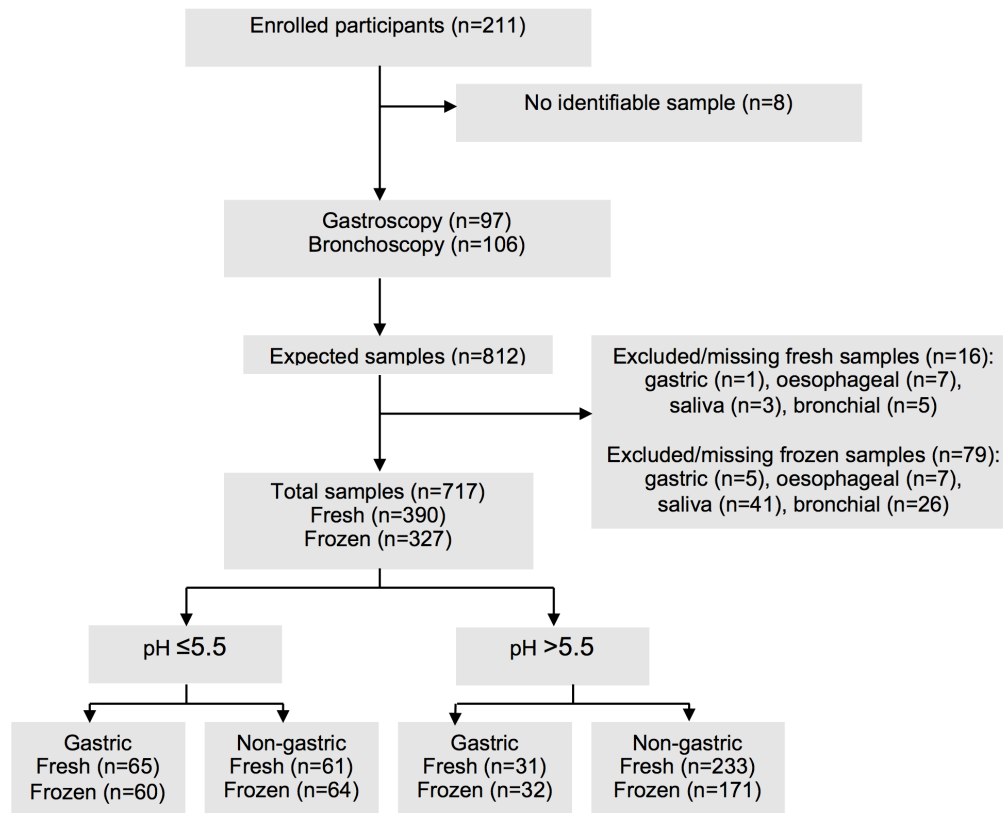 Enrolled participants (n=211)
No identifiable sample (n=8)
Gastroscopy (n=97)
Bronchoscopy (n=106)
Expected samples (n=812)
Excluded/missing fresh samples (n=16):
gastric (n=1), oesophageal (n=7),
saliva (n=3), bronchial (n=5)
Excluded/missing frozen samples (n=79):
gastric (n=5), oesophageal (n=7),
saliva (n=41), bronchial (n=26)
Total samples (n=717)
Fresh (n=390)
Frozen (n=327)
pH ≤5.5
pH >5.5
Gastric
Fresh (n=65)
Frozen (n=60)
Non-gastric
Fresh (n=61)
Frozen (n=64)
Gastric
Fresh (n=31)
Frozen (n=32)
Non-gastric
Fresh (n=233)
Frozen (n=171)